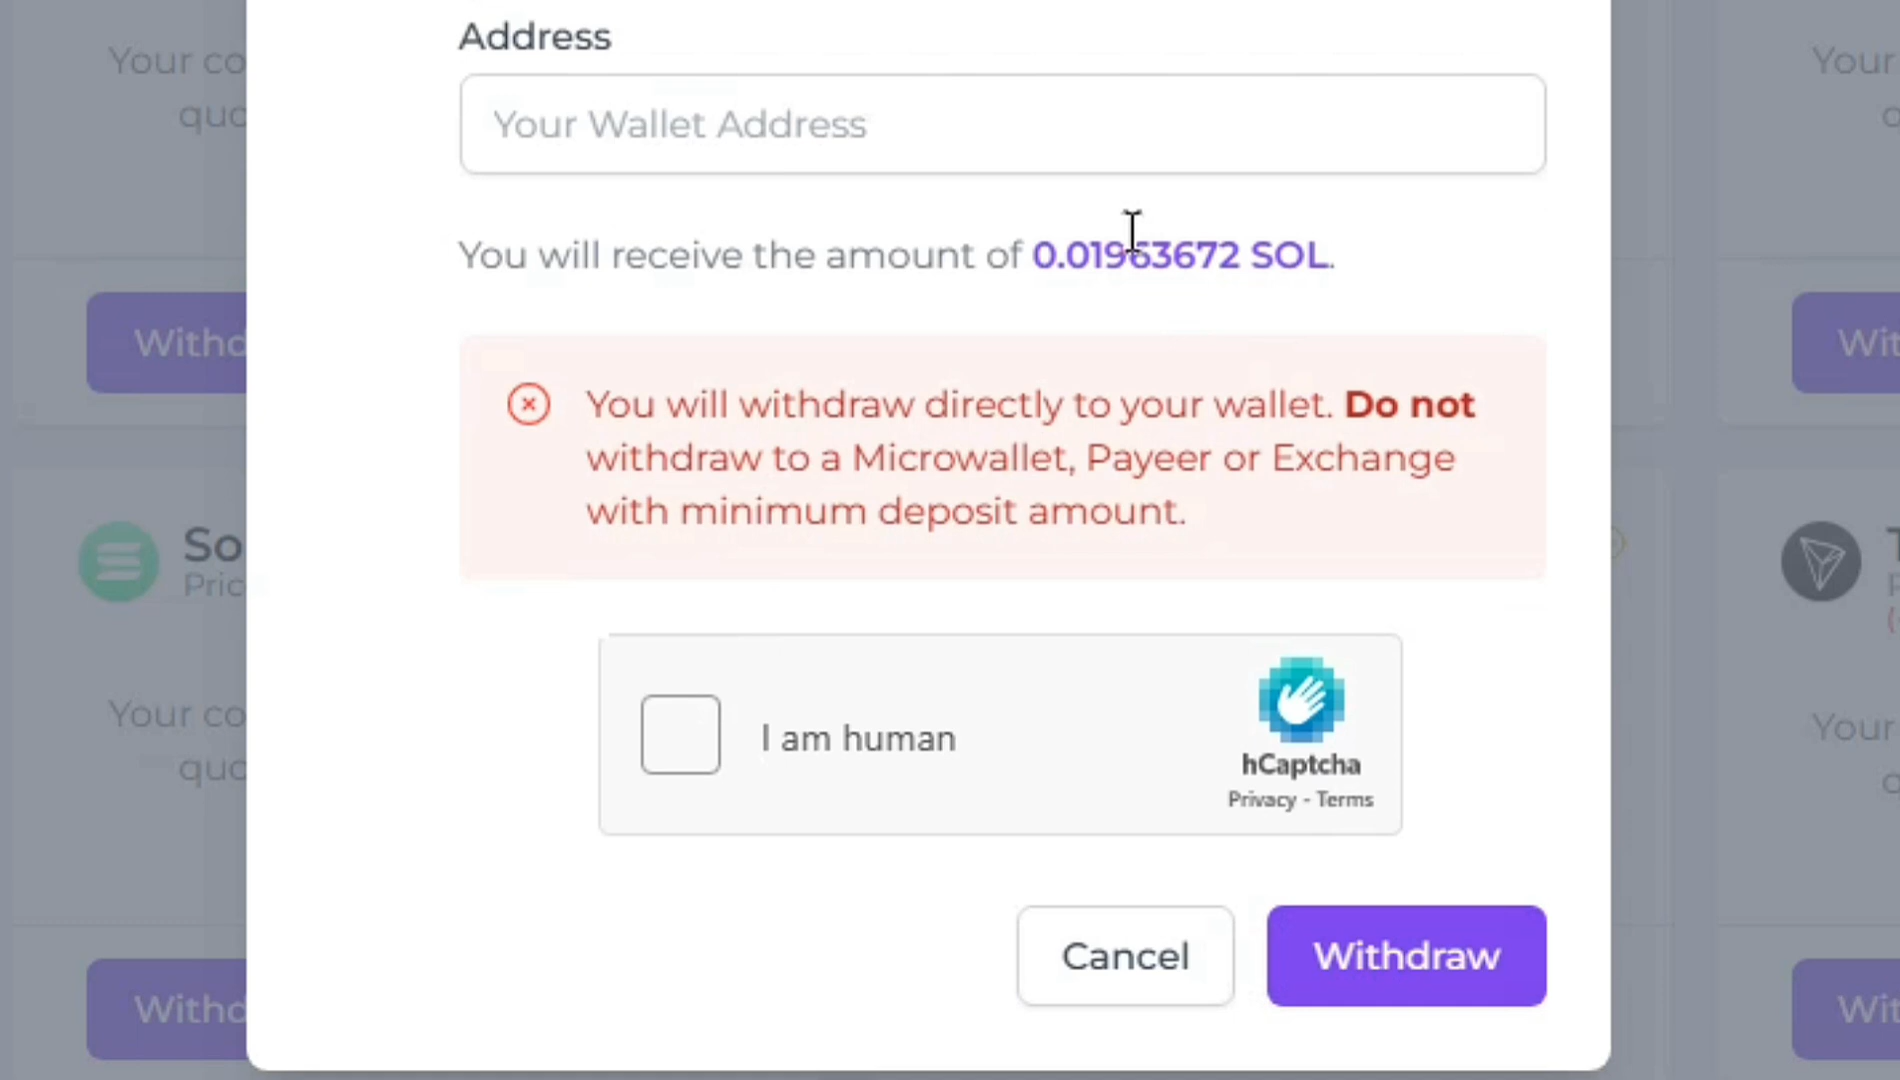 Address
Your Wallet Address
You will receive the amount of 0.01963672 SOL.
You will withdraw directly to your wallet. Do not
withdraw to a Microwallet, Payeer or Exchange
with minimum deposit amount.
I am human
hCaptcha
Privacy - Terms
Cancel
Withdraw
Your
Your